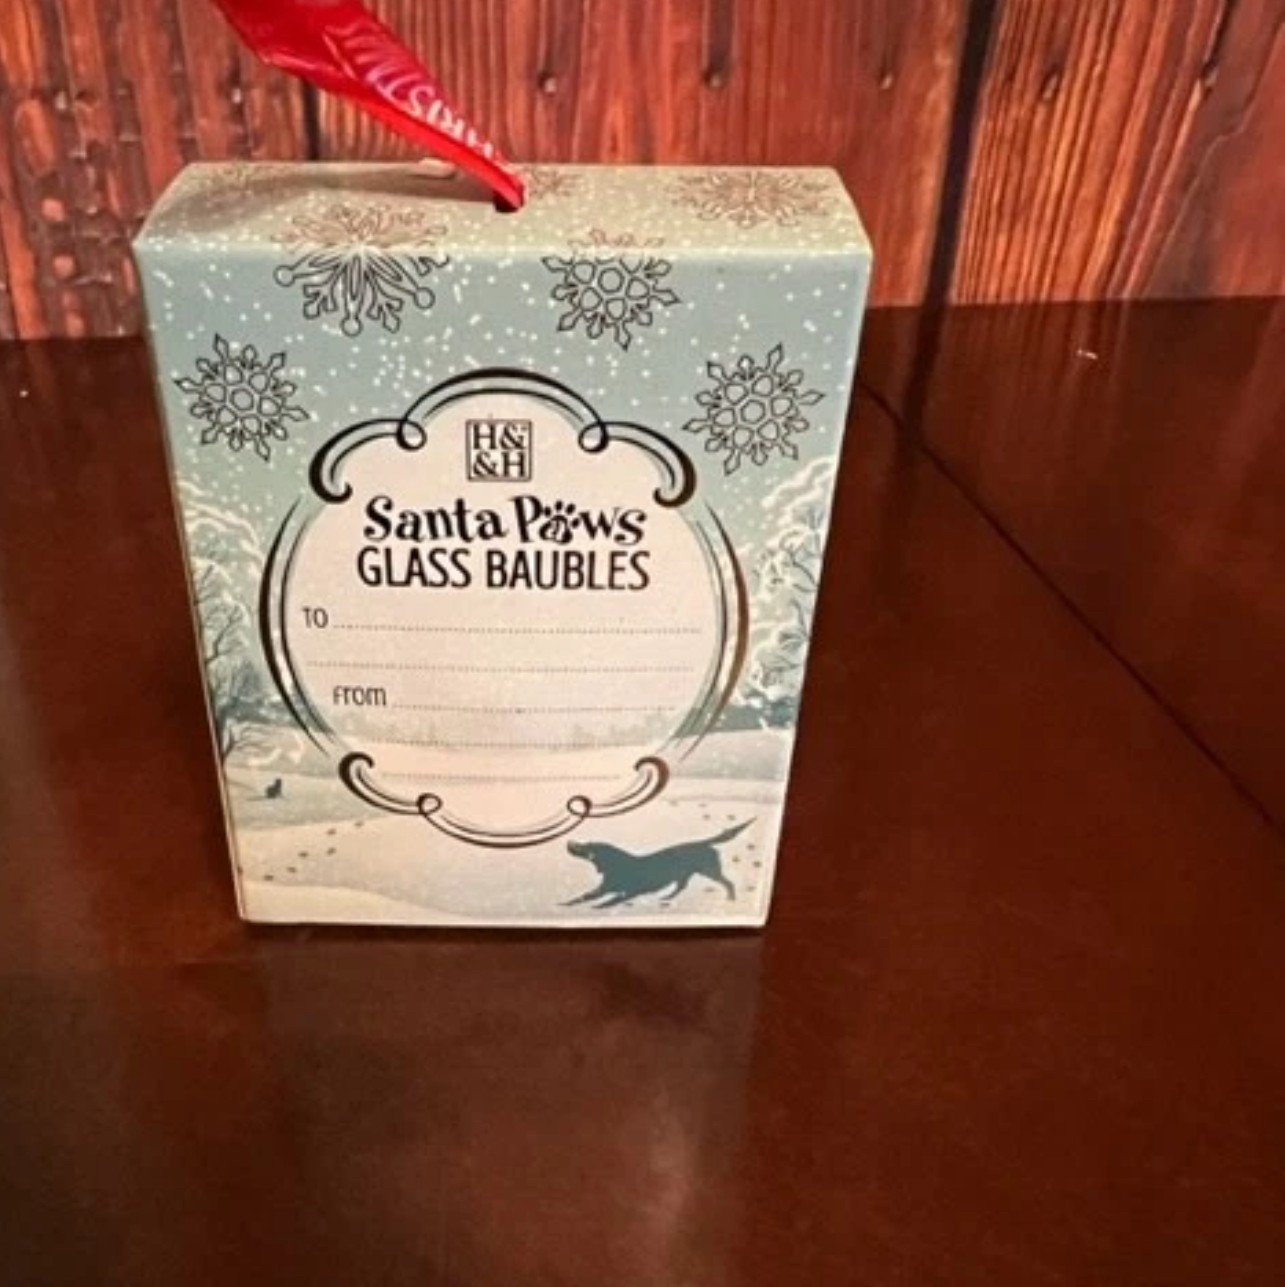 H&
&H
Santa Paws
GLASS BAUBLES
TO
From